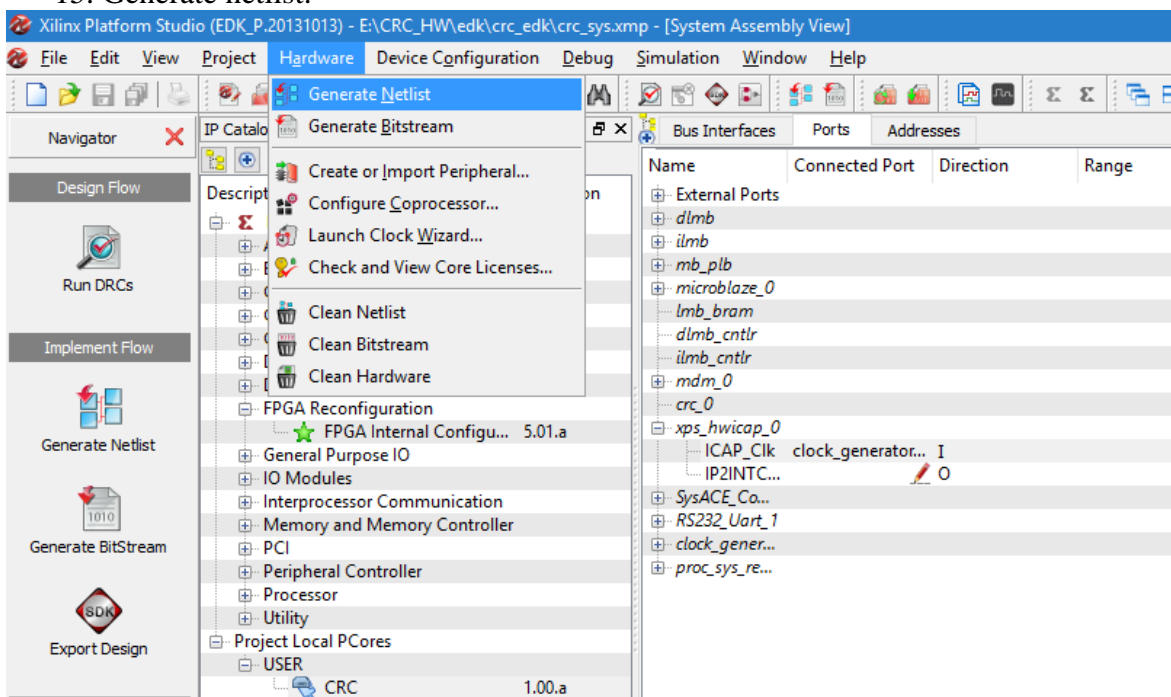 15. Generate netlist.
Xilinx Platform Studio (EDK_P.20131013) - E:\CRC_HW\edk\crc_edk\crc_sys.xmp - [System Assembly View]
File Edit View Project Hardware Device Configuration Debug Simulation Window Help
Generate Netlist
Generate Bitstream
Create or Import Peripheral...
Configure Coprocessor...
Launch Clock Wizard...
Check and View Core Licenses...
Clean Netlist
Clean Bitstream
Clean Hardware
Navigator
Design Flow
Run DRCs
Implement Flow
Generate Netlist
1010
Generate BitStream
SDK
Export Design
IP Catalo
Descript
FPGA Reconfiguration
FPGA Internal Configu... 5.01.a
General Purpose IO
IO Modules
Interprocessor Communication
Memory and Memory Controller
PCI
Peripheral Controller
Processor
Utility
Project Local PCores
USER
CRC 1.00.a
Bus Interfaces Ports Addresses
Name Connected Port Direction Range
External Ports
dlmb
ilmb
mb_plb
microblaze_0
lmb_bram
dlmb_cntlr
ilmb_cntlr
mdm_0
crc_0
xps_hwicap_0
ICAP_Clk clock_generator... I
IP2INTC... O
SysACE_Co...
RS232_Uart_1
clock_gener...
proc_sys_re...